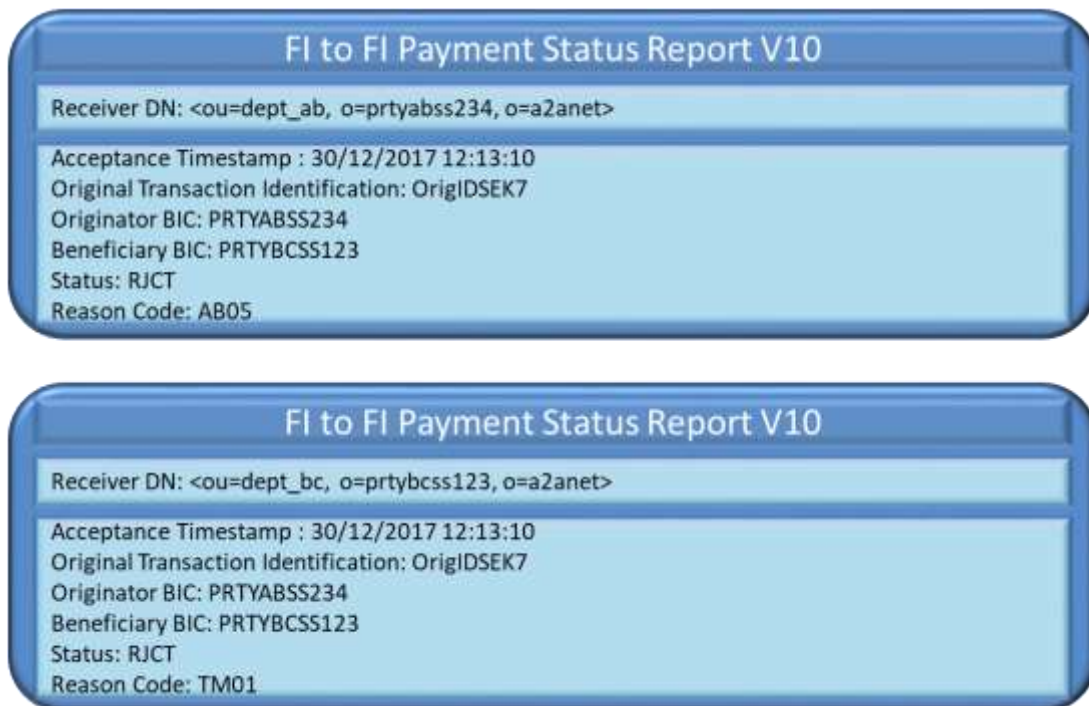 FI to FI Payment Status Report V10
Receiver DN: <ou=dept_ab, o=prtyabss234, o=a2anet>
Acceptance Timestamp : 30/12/2017 12:13:10
Original Transaction Identification: OrigIDSEK7
Originator BIC: PRTYABSS234
Beneficiary BIC: PRTYBCSS123
Status: RJCT
Reason Code: AB05
FI to FI Payment Status Report V10
Receiver DN: <ou=dept_bc, o=prtybcss123, o=a2anet>
Acceptance Timestamp : 30/12/2017 12:13:10
Original Transaction Identification: OrigIDSEK7
Originator BIC: PRTYABSS234
Beneficiary BIC: PRTYBCSS123
Status: RJCT
Reason Code: TM01